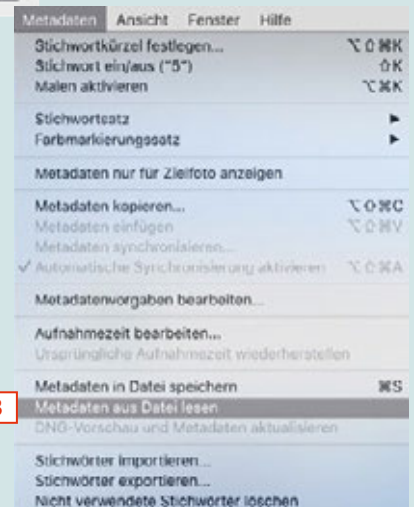 Metadaten Ansicht Fenster Hilfe
Stichwortkürzel festlegen... ⌥⇧⌘K
Stichwort ein/aus ("5") ⇧K
Malen aktivieren ⌥⌘K
Stichwortsatz ▶
Farbmarkierungssatz ▶
Metadaten nur für Zielfoto anzeigen
Metadaten kopieren... ⌥⇧⌘C
Metadaten einfügen ⌥⇧⌘V
Metadaten synchronisieren...
✓ Automatische Synchronisierung aktivieren ⌥⇧⌘A
Metadatenvorgaben bearbeiten...
Aufnahmezeit bearbeiten...
Ursprüngliche Aufnahmezeit wiederherstellen
Metadaten in Datei speichern ⌘S
3 Metadaten aus Datei lesen
DNG-Vorschau und Metadaten aktualisieren
Stichwörter importieren...
Stichwörter exportieren...
Nicht verwendete Stichwörter löschen